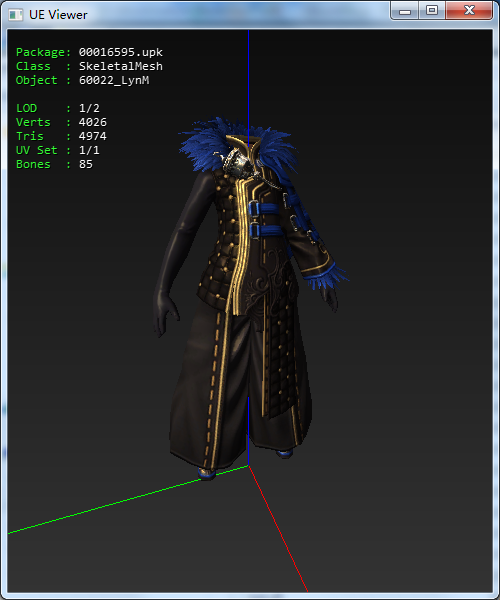 UE Viewer
Package: 00016595.upk
Class  : SkeletalMesh
Object : 60022_LynM
LOD    : 1/2
Verts  : 4026
Tris   : 4974
UV Set : 1/1
Bones  : 85